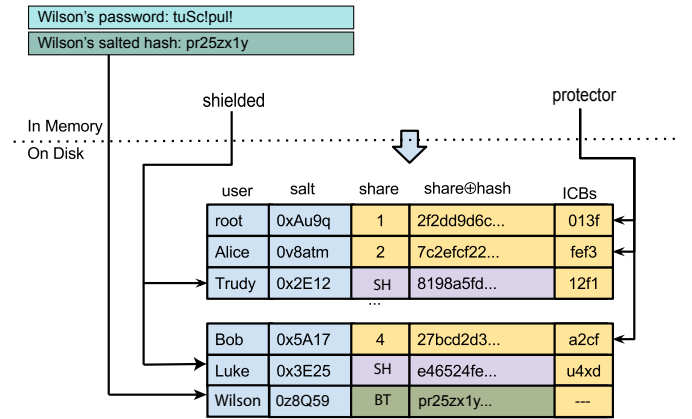 Wilson's password: tuSc!pul!
Wilson's salted hash: pr25zx1y
shielded
protector
In Memory
On Disk
user salt share share⊕hash ICBs
root 0xAu9q 1 2f2dd9d6c... 013f
Alice 0v8atm 2 7c2efcf22... fef3
Trudy 0x2E12 SH 8198a5fd... 12f1
...
Bob 0x5A17 4 27bcd2d3... a2cf
Luke 0x3E25 SH e46524fe... u4xd
Wilson 0z8Q59 BT pr25zx1y... ---